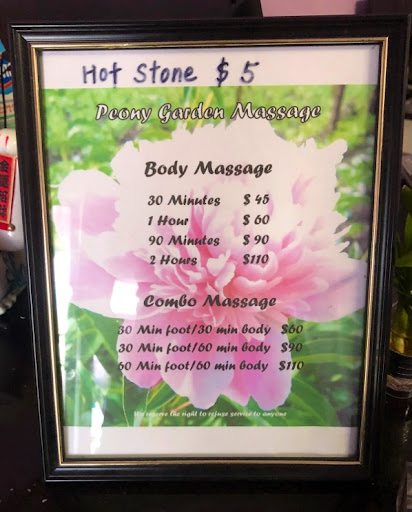 Hot Stone $5
Peony Garden Massage
Body Massage
30 Minutes $ 45
1 Hour $ 60
90 Minutes $ 90
2 Hours $110
Combo Massage
30 Min foot/30 min body $60
30 Min foot/60 min body $90
60 Min foot/60 min body $110
We reserve the right to refuse service to anyone